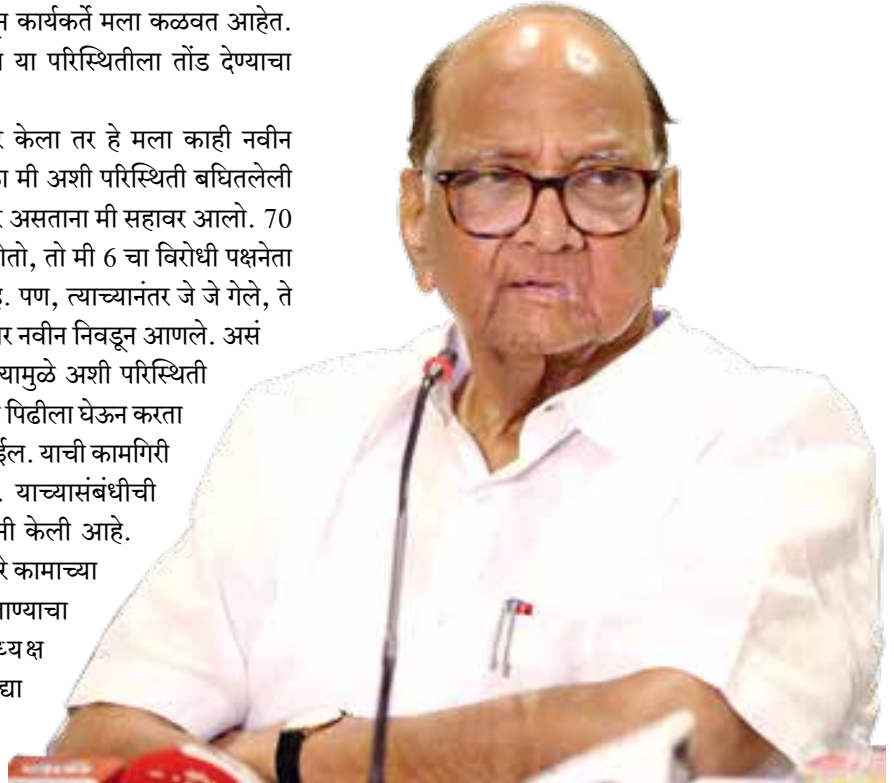 न कार्यकर्ते मला कळवत आहेत.
या परिस्थितीला तोंड देण्याचा
केला तर हे मला काही नवीन
मी अशी परिस्थिती बघितलेली
असताना मी सहावर आलो. 70
तो, तो मी 6 चा विरोधी पक्षनेता
. पण, त्याच्यानंतर जे जे गेले, ते
नवीन निवडून आणले. असं
यामुळे अशी परिस्थिती
पिढीला घेऊन करता
ईल. याची कामगिरी
याच्यासंबंधीची
मी केली आहे.
कामाच्या
ाण्याचा
ध्यक्ष
द्या